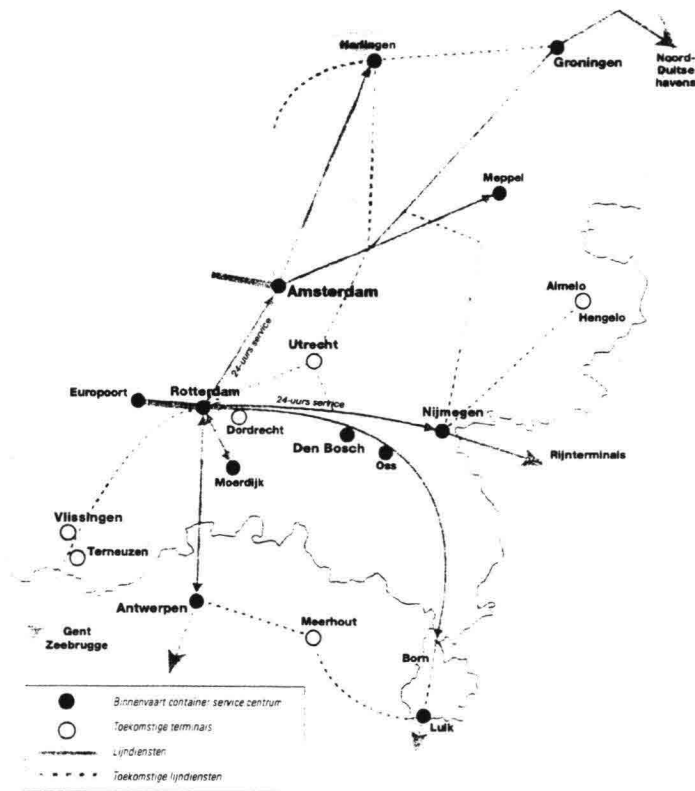 Harlingen
Groningen
Noord-
Duitse
havens
Meppel
Amsterdam
Almelo
Hengelo
24-uurs service
Utrecht
Europoort
Rotterdam
24-uurs service
Nijmegen
Dordrecht
Den Bosch
Oss
Rijnterminals
Moerdijk
Vlissingen
Terneuzen
Antwerpen
Meerhout
Gent
Zeebrugge
Born
Luik
Binnenvaart container service centrum
Toekomstige terminals
Lijndiensten
Toekomstige lijndiensten